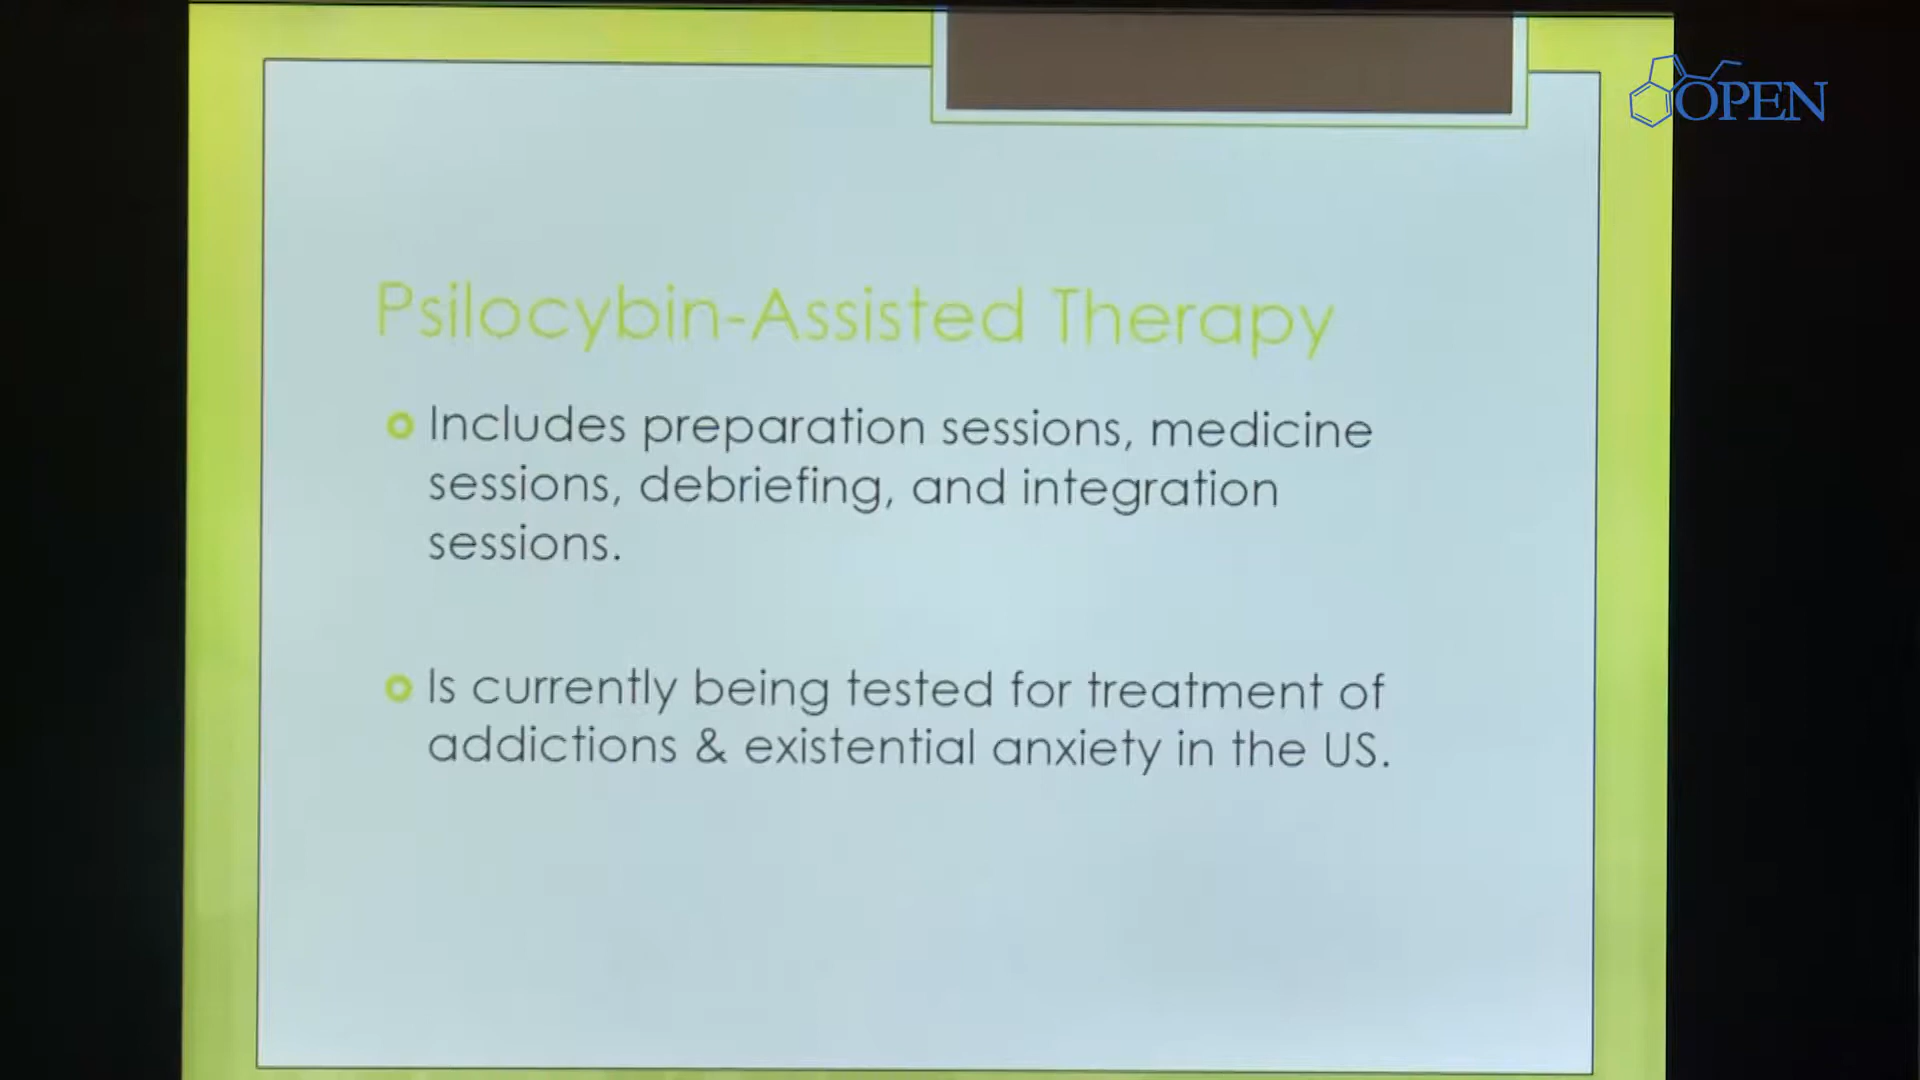 OPEN
Psilocybin-Assisted Therapy
Includes preparation sessions, medicine
sessions, debriefing, and integration
sessions.
Is currently being tested for treatment of
addictions & existential anxiety in the US.